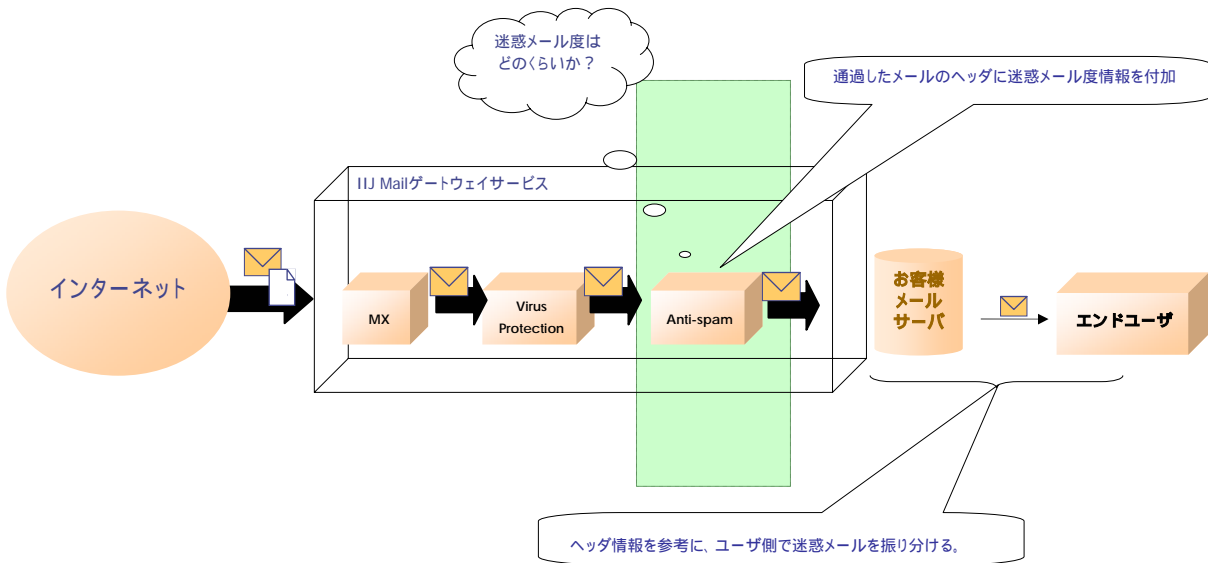 迷惑メール度は
どのくらいか？
通過したメールのヘッダに迷惑メール度情報を付加
IIJ Mailゲートウェイサービス
インターネット
MX
Virus
Protection
Anti-spam
お客様
メール
サーバ
エンドユーザ
ヘッダ情報を参考に、ユーザ側で迷惑メールを振り分ける。